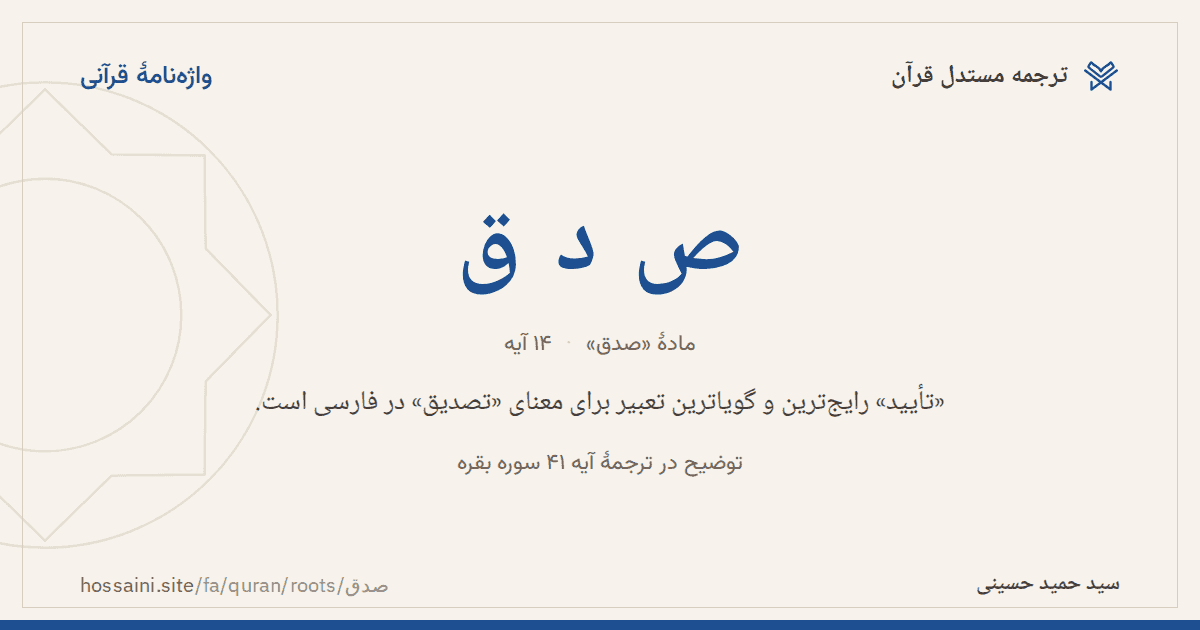 ترجمه مستدل قرآن
واژه‌نامهٔ قرآنی
ص د ق
مادهٔ «صدق» · ۱۴ آیه
«تأیید» رایج‌ترین و گویاترین تعبیر برای معنای «تصدیق» در فارسی است.
توضیح در ترجمهٔ آیه ۴۱ سوره بقره
سید حمید حسینی
hossaini.site/fa/quran/roots/صدق